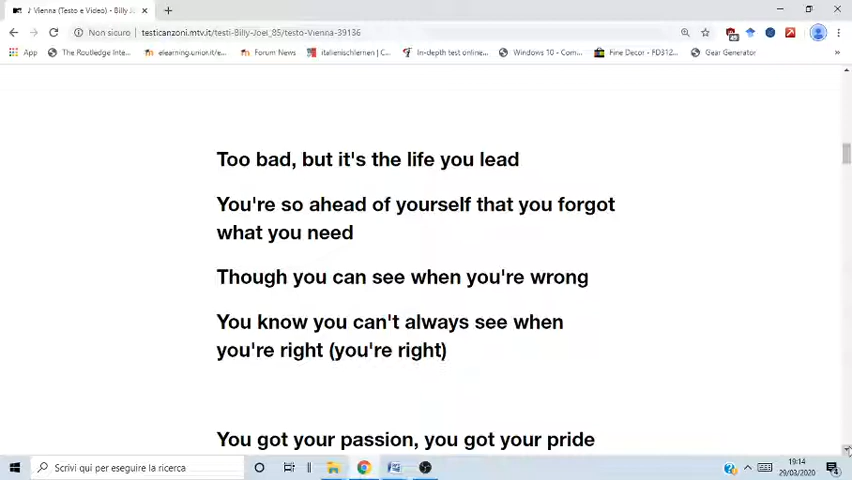 ♪ Vienna (Testo e Video) - Billy Jo
Non sicuro | testicanzoni.mtv.it/testi-Billy-Joel_85/testo-Vienna-39136
App The Routledge Inte... elearning.unior.it/e... Forum News italienischlernen | C... In-depth test online... Windows 10 - Com... Fine Decor - FD312... Gear Generator »
Too bad, but it's the life you lead
You're so ahead of yourself that you forgot
what you need
Though you can see when you're wrong
You know you can't always see when
you're right (you're right)
You got your passion, you got your pride
Scrivi qui per eseguire la ricerca
19:14
29/03/2020
4